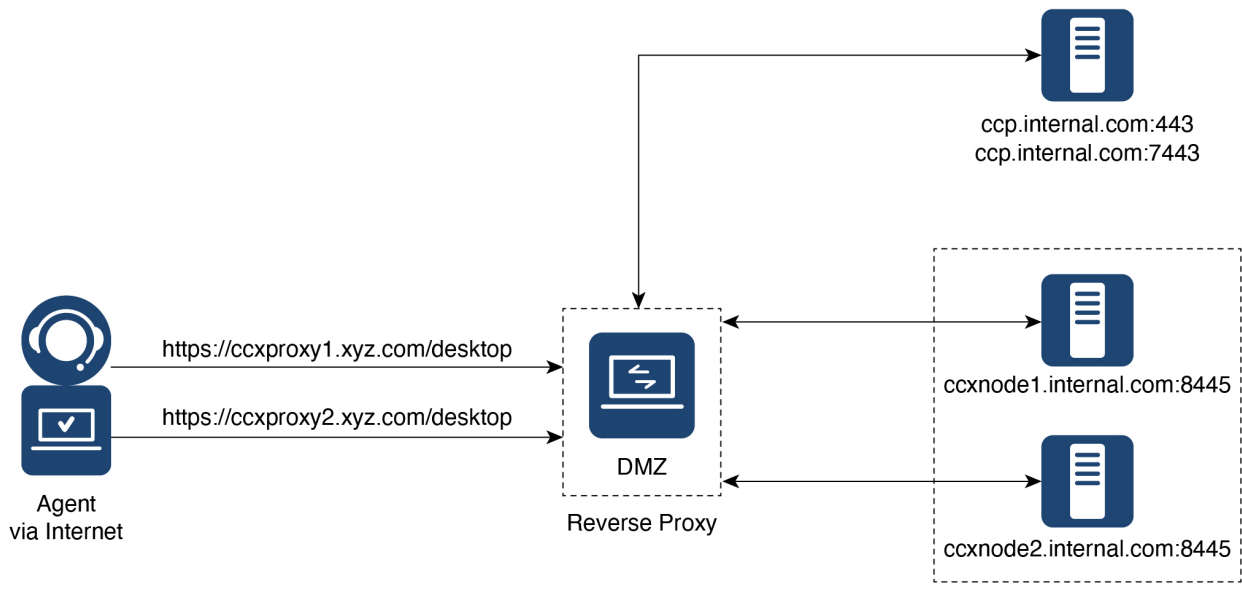 ccp.internal.com:443
ccp.internal.com:7443
https://ccxproxy1.xyz.com/desktop
https://ccxproxy2.xyz.com/desktop
Agent
via Internet
DMZ
Reverse Proxy
ccxnode1.internal.com:8445
ccxnode2.internal.com:8445